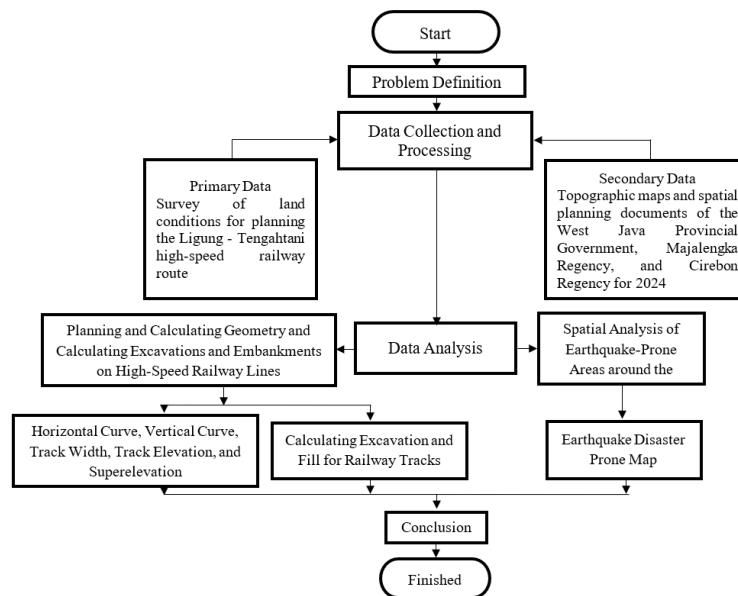 Start
Problem Definition
Data Collection and
Processing
Primary Data
Survey of land
conditions for planning
the Ligung - Tengahtani
high-speed railway
route
Secondary Data
Topographic maps and spatial
planning documents of the
West Java Provincial
Government, Majalengka
Regency, and Cirebon
Regency for 2024
Planning and Calculating Geometry and
Calculating Excavations and Embankments
on High-Speed Railway Lines
Data Analysis
Spatial Analysis of
Earthquake-Prone
Areas around the
Horizontal Curve, Vertical Curve,
Track Width, Track Elevation, and
Superelevation
Calculating Excavation and
Fill for Railway Tracks
Earthquake Disaster
Prone Map
Conclusion
Finished